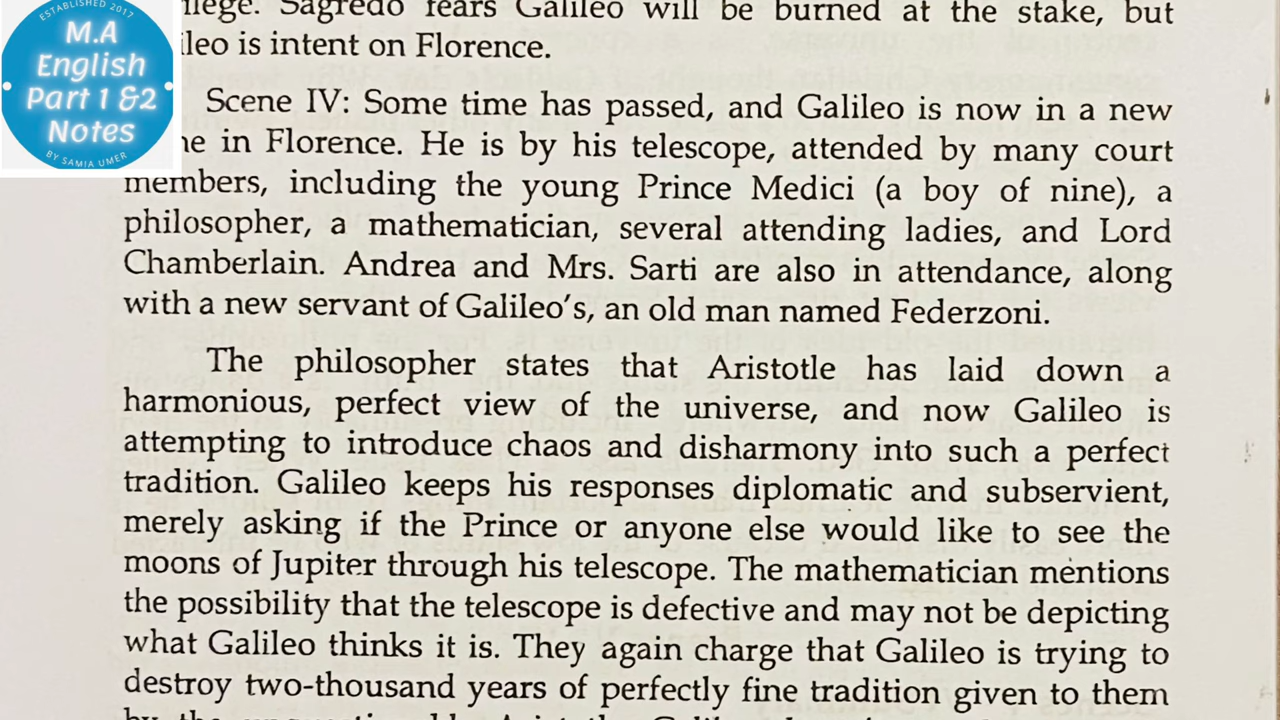 ESTABLISHED 2017
M.A
English
Part 1 &2
Notes
BY SAMIA UMER
Sagredo fears Galileo will be burned at the stake, but
is intent on Florence.
Scene IV: Some time has passed, and Galileo is now in a new
in Florence. He is by his telescope, attended by many court
members, including the young Prince Medici (a boy of nine), a
philosopher, a mathematician, several attending ladies, and Lord
Chamberlain. Andrea and Mrs. Sarti are also in attendance, along
with a new servant of Galileo's, an old man named Federzoni.
The philosopher states that Aristotle has laid down a
harmonious, perfect view of the universe, and now Galileo is
attempting to introduce chaos and disharmony into such a perfect
tradition. Galileo keeps his responses diplomatic and subservient,
merely asking if the Prince or anyone else would like to see the
moons of Jupiter through his telescope. The mathematician mentions
the possibility that the telescope is defective and may not be depicting
what Galileo thinks it is. They again charge that Galileo is trying to
destroy two-thousand years of perfectly fine tradition given to them